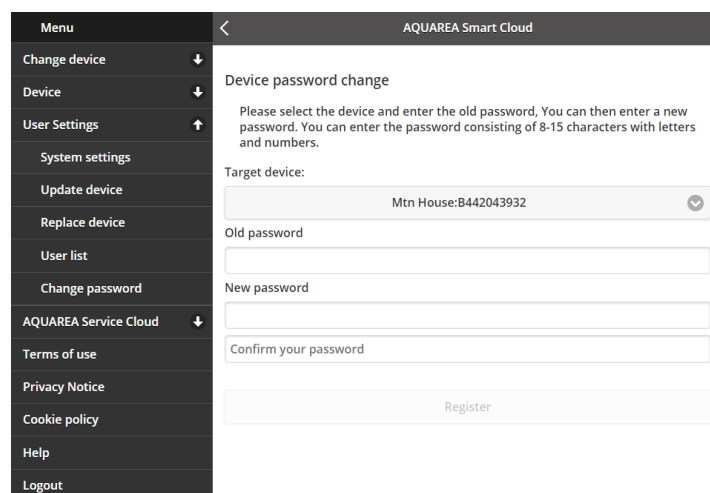 Menu
Change device
Device
User Settings
System settings
Update device
Replace device
User list
Change password
AQUAREA Service Cloud
Terms of use
Privacy Notice
Cookie policy
Help
Logout
AQUAREA Smart Cloud
Device password change
Please select the device and enter the old password, You can then enter a new
password. You can enter the password consisting of 8-15 characters with letters
and numbers.
Target device:
Mtn House:B442043932
Old password
New password
Confirm your password
Register